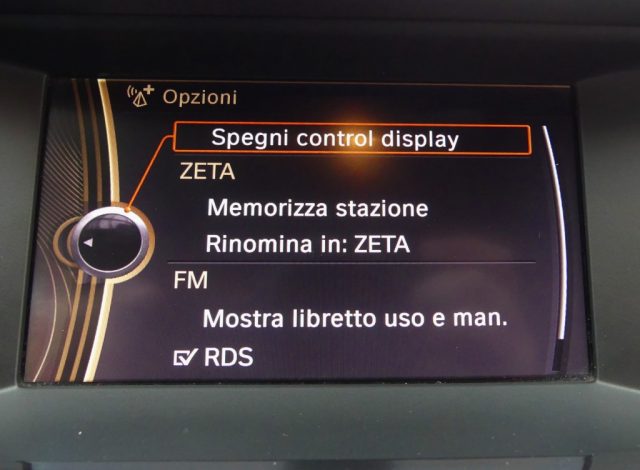 Opzioni
Spegni control display
ZETA
Memorizza stazione
Rinomina in: ZETA
FM
Mostra libretto uso e man.
RDS